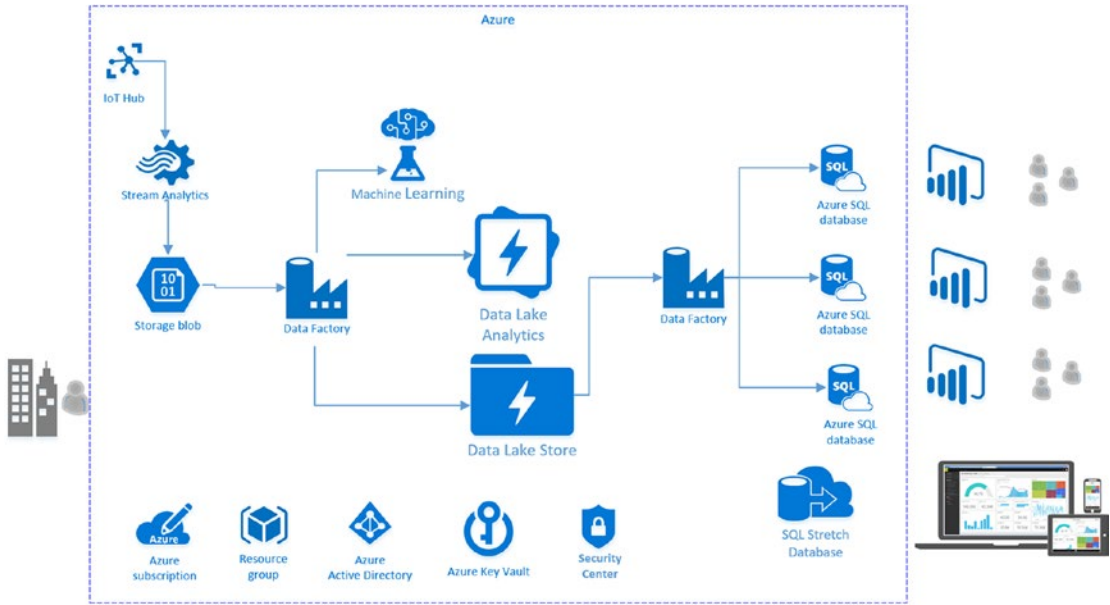 Azure
IoT Hub
Stream Analytics
10
01
Storage blob
Machine Learning
Data Factory
Data Lake
Analytics
Data Lake Store
Data Factory
SQL
Azure SQL
database
SQL
Azure SQL
database
SQL
Azure SQL
database
Azure
Azure
subscription
Resource
group
Azure
Active Directory
Azure Key Vault
Security
Center
SQL Stretch
Database